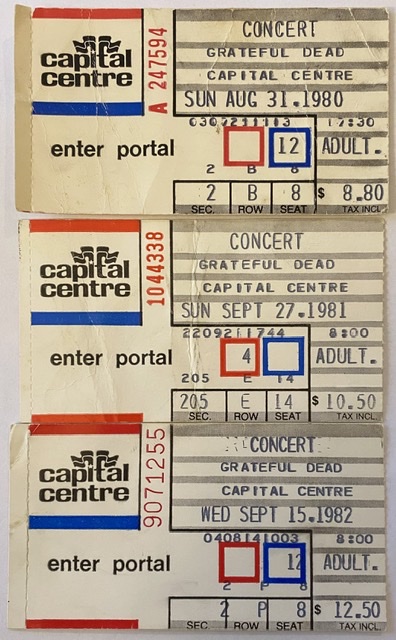 CONCERT
GRATEFUL DEAD
CAPITAL CENTRE
SUN AUG 31.1980
capital centre
A 247594
0307211113 17:30
enter portal 12 ADULT.
2 B 8
2 B 8 $ 8.80
SEC. ROW SEAT TAX INCL.
CONCERT
GRATEFUL DEAD
CAPITAL CENTRE
SUN SEPT 27.1981
capital centre
1044338
2209211744 8:00
enter portal 4 ADULT.
205 E 14
205 E 14 $ 10.50
SEC. ROW SEAT TAX INCL.
CONCERT
GRATEFUL DEAD
CAPITAL CENTRE
WED SEPT 15.1982
capital centre
9071255
0408141003 8:00
enter portal 12 ADULT.
2 P 8
2 P 8 $ 12.50
SEC. ROW SEAT TAX INCL.